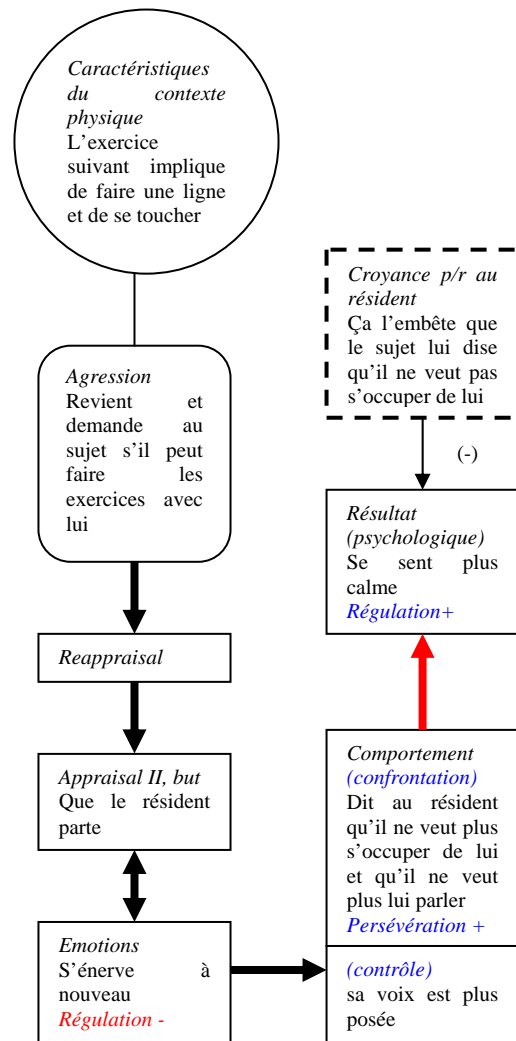 Caractéristiques
du contexte
physique
L'exercice
suivant implique
de faire une ligne
et de se toucher
Agression
Revient et
demande au
sujet s'il peut
faire les
exercices avec
lui
Reappraisal
Appraisal II, but
Que le résident
parte
Emotions
S'énerve à
nouveau
Régulation -
Croyance p/r au
résident
Ça l'embête que
le sujet lui dise
qu'il ne veut pas
s'occuper de lui
(-)
Résultat
(psychologique)
Se sent plus
calme
Régulation+
Comportement
(confrontation)
Dit au résident
qu'il ne veut plus
s'occuper de lui
et qu'il ne veut
plus lui parler
Persévération +
(contrôle)
sa voix est plus
posée